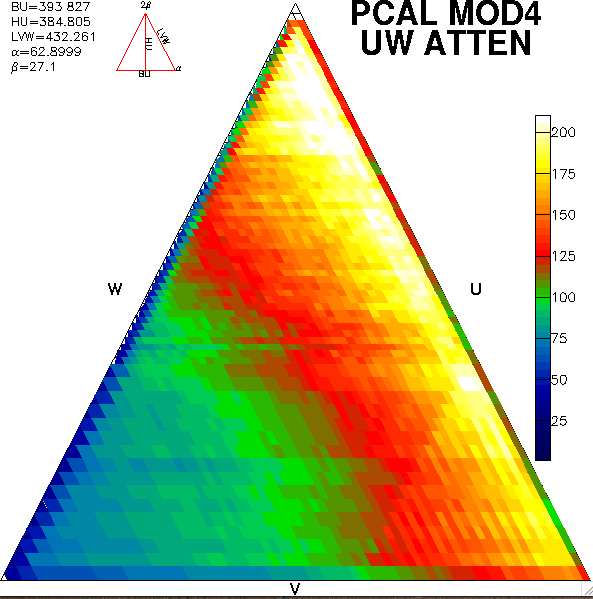 BU=393 827
HU=384.805
LVW=432.261
α=62.8999
β=27.1
2β
HU
LVW
BU
α
PCAL MOD4
UW ATTEN
200
175
150
125
100
75
50
25
W
U
V